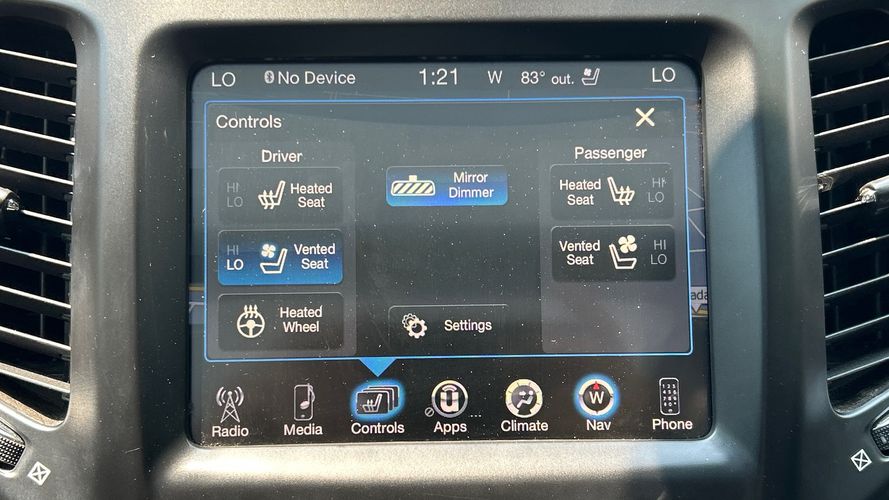 LO No Device 1:21 W 83° out. LO
Controls
Driver
Passenger
HI
LO
Heated
Seat
Mirror
Dimmer
Heated
Seat
HI
LO
HI
LO
Vented
Seat
Vented
Seat
HI
LO
Heated
Wheel
Settings
Radio
Media
Controls
Apps
Climate
W
Nav
Phone